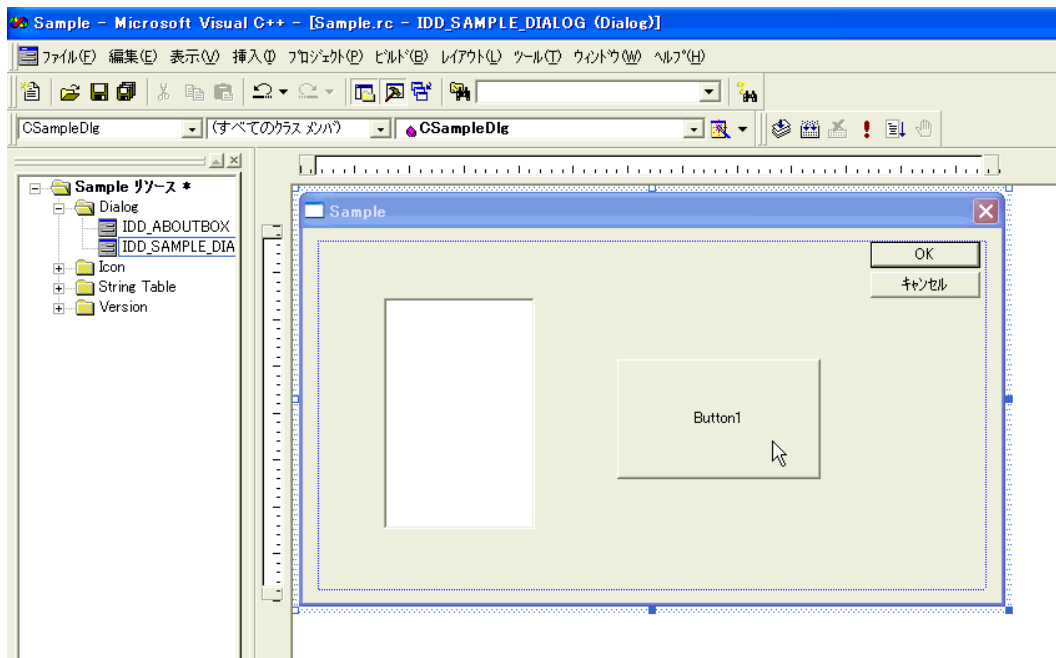 Sample - Microsoft Visual C++ - [Sample.rc - IDD_SAMPLE_DIALOG (Dialog)]
ファイル(F) 編集(E) 表示(V) 挿入(I) プロジェクト(P) ビルド(B) レイアウト(L) ツール(T) ウィンドウ(W) ヘルプ(H)
CSampleDlg (すべてのクラス メンバ) CSampleDlg
Sample リソース *
Dialog
IDD_ABOUTBOX
IDD_SAMPLE_DIA
Icon
String Table
Version
Sample
OK
キャンセル
Button1